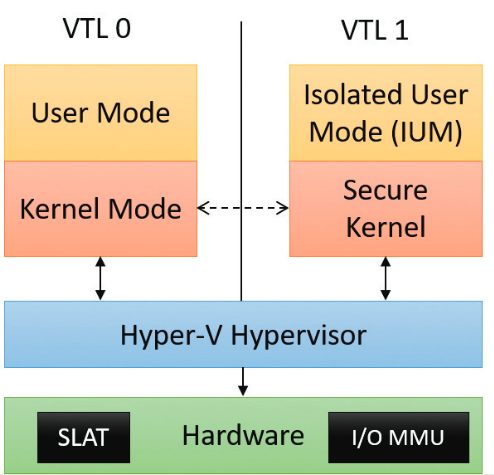 VTL 0
VTL 1
User Mode
Isolated User
Mode (IUM)
Kernel Mode
Secure
Kernel
Hyper-V Hypervisor
SLAT
Hardware
I/O MMU